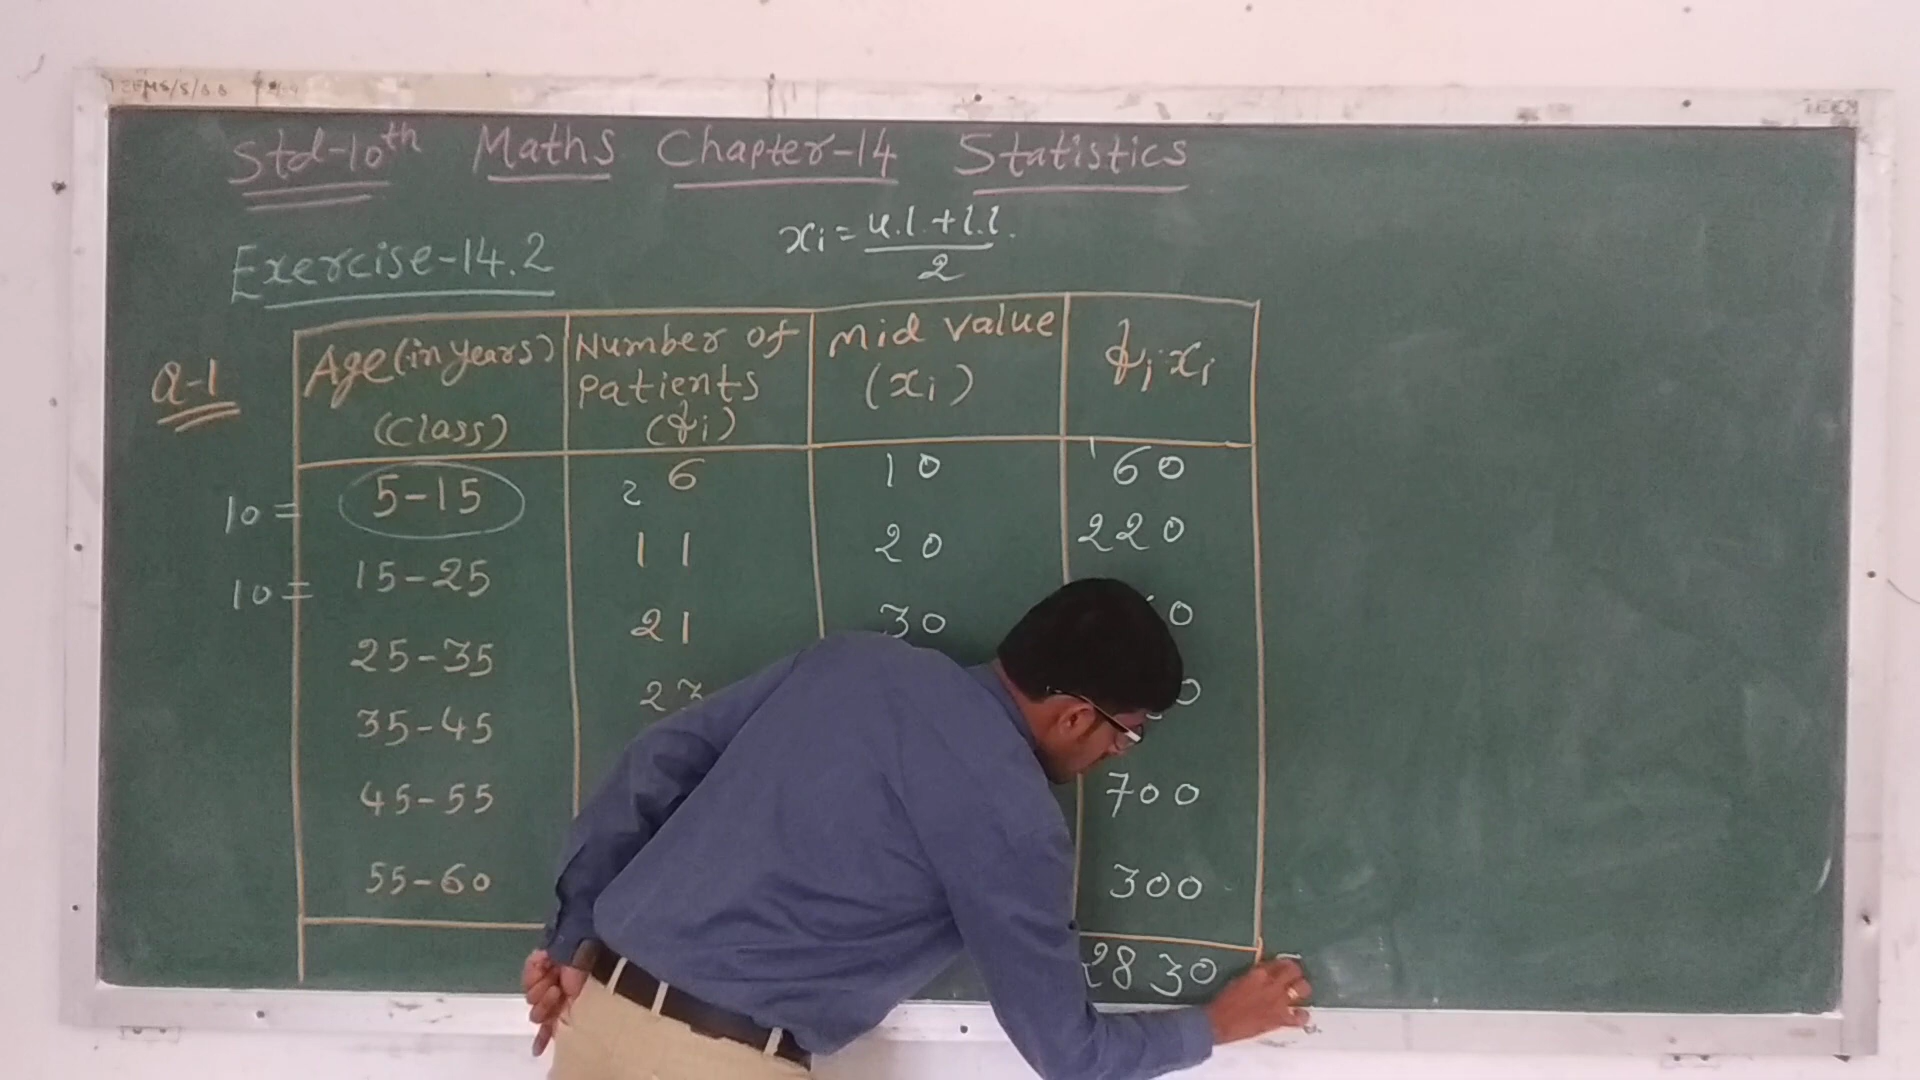 Std-10th Maths Chapter-14 Statistics
xi = u.l. + l.l.
2
Exercise-14.2
Q-1
Age (in years) (Class) Number of patients (fi) Mid value (xi) fi xi
10 = 5-15 6 10 60
10 = 15-25 11 20 220
25-35 21 30
35-45
45-55 700
55-60 300
2830